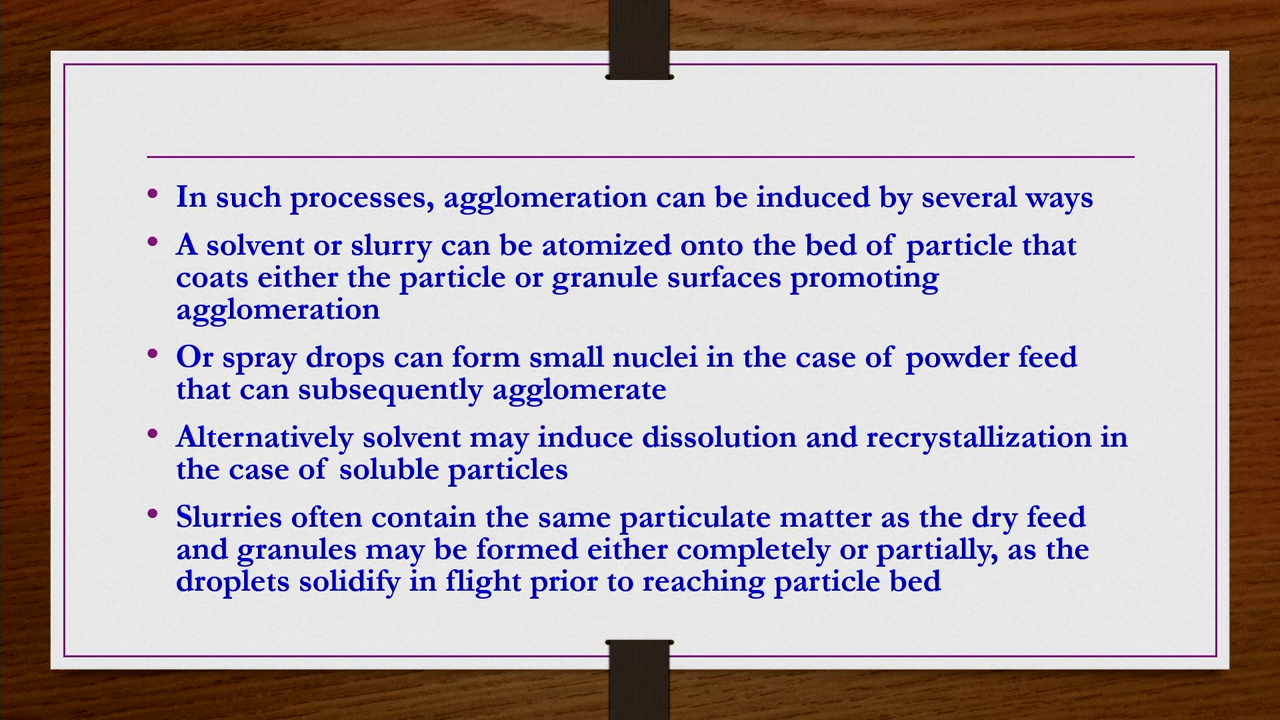 • In such processes, agglomeration can be induced by several ways
• A solvent or slurry can be atomized onto the bed of particle that
coats either the particle or granule surfaces promoting
agglomeration
• Or spray drops can form small nuclei in the case of powder feed
that can subsequently agglomerate
• Alternatively solvent may induce dissolution and recrystallization in
the case of soluble particles
• Slurries often contain the same particulate matter as the dry feed
and granules may be formed either completely or partially, as the
droplets solidify in flight prior to reaching particle bed